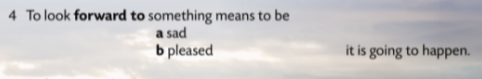 4 To look forward to something means to be
a sad
b pleased it is going to happen.